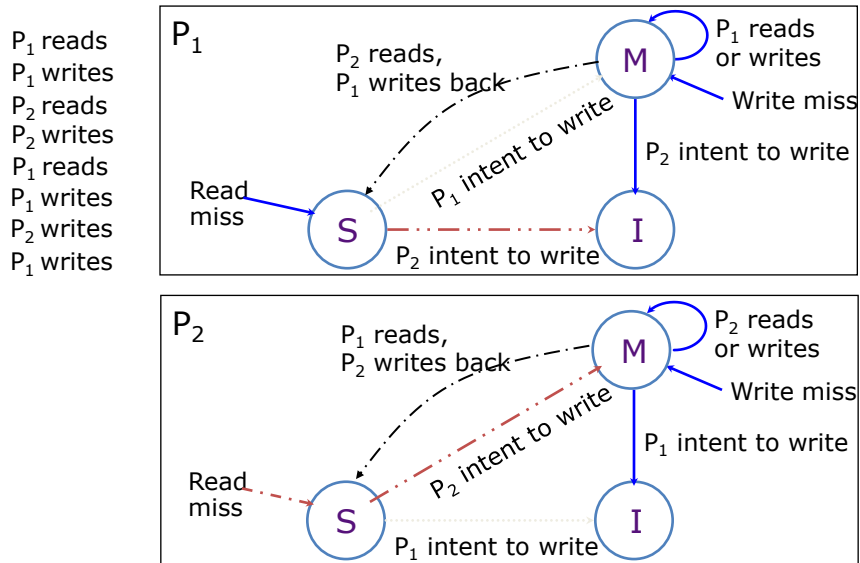 P₁ reads
P₁ writes
P₂ reads
P₂ writes
P₁ reads
P₁ writes
P₂ writes
P₁ writes
P₁
P₂ reads,
P₁ writes back
M
P₁ reads
or writes
Write miss
P₁ intent to write
P₂ intent to write
Read
miss
S
I
P₂ intent to write
P₂
P₁ reads,
P₂ writes back
M
P₂ reads
or writes
Write miss
P₂ intent to write
P₁ intent to write
Read
miss
S
I
P₁ intent to write